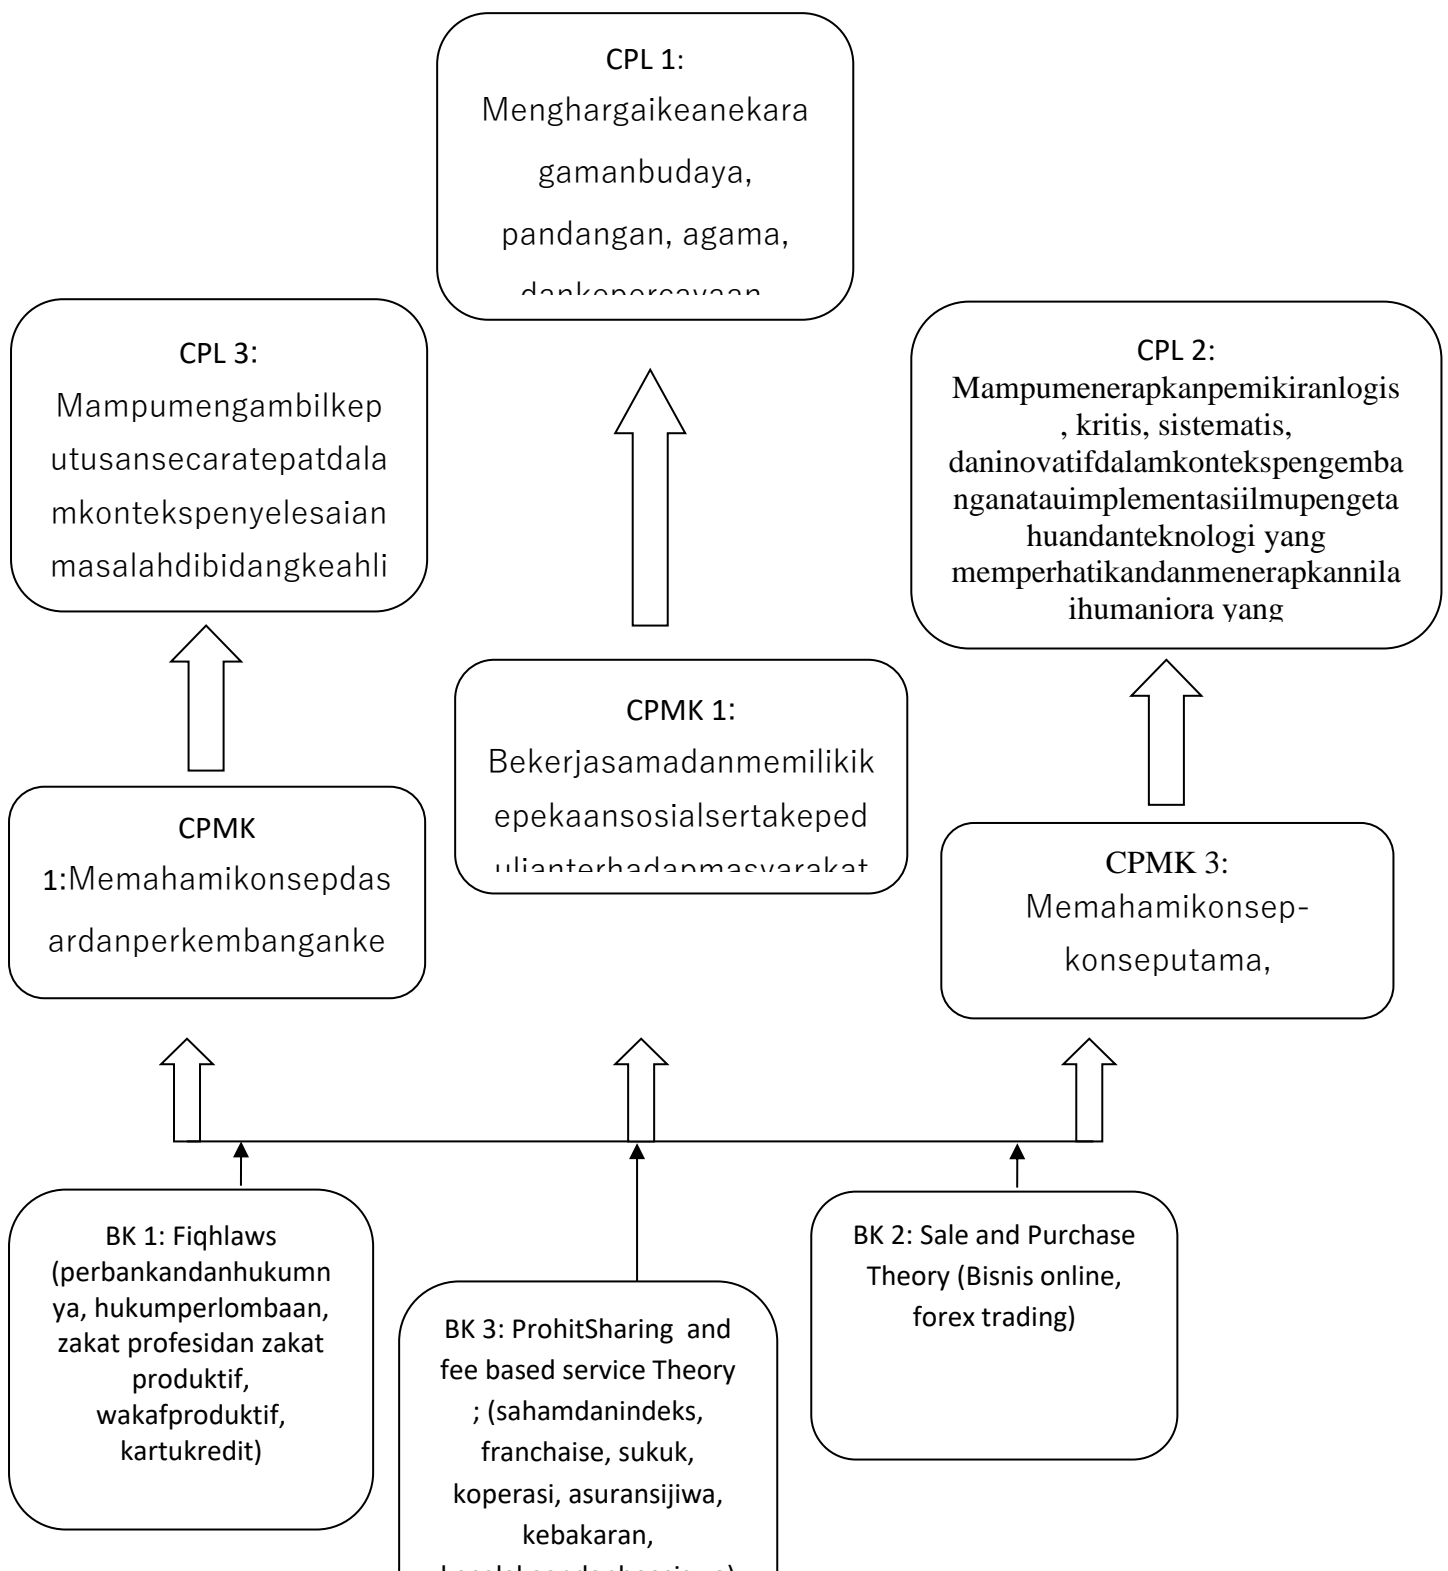 CPL 1:
Menghargaikeanekara
gamanbudaya,
pandangan, agama,
dankepercayaan
CPL 3:
Mampumengambilkep
utusansecaratepatdala
mkontekspenyelesaian
masalahdibidangkeahli
CPL 2:
Mampumenerapkanpemikiranlogis
, kritis, sistematis,
daninovatifdalamkontekspengemba
nganatauimplementasiilmupengeta
huandanteknologi yang
memperhatikandanmenerapkannila
ihumaniora yang
CPMK
1:Memahamikonsepdas
ardanperkembanganke
CPMK 1:
Bekerjasamadanmemilikik
epekaansosialsertakeped
ulianterhadapmasyarakat
CPMK 3:
Memahamikonsep-
konseputama,
BK 1: Fiqhlaws
(perbankandanhukumn
ya, hukumperlombaan,
zakat profesidan zakat
produktif,
wakafproduktif,
kartukredit)
BK 3: ProhitSharing  and
fee based service Theory
; (sahamdanindeks,
franchaise, sukuk,
koperasi, asuransijiwa,
kebakaran,
BK 2: Sale and Purchase
Theory (Bisnis online,
forex trading)